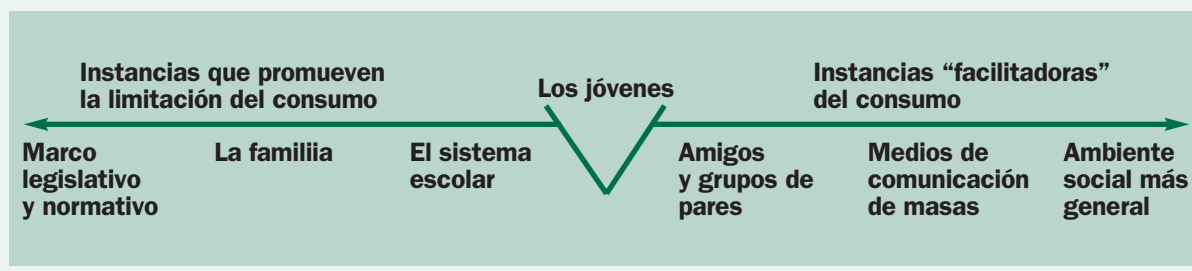 Instancias que promueven
la limitación del consumo
Los jóvenes
Instancias “facilitadoras”
del consumo
Marco
legislativo
y normativo
La familiia
El sistema
escolar
Amigos
y grupos de
pares
Medios de
comunicación
de masas
Ambiente
social más
general